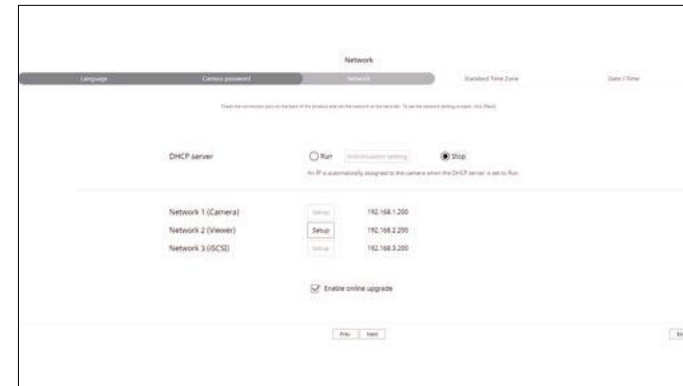 Network
Language Camera password Network Standard Time Zone Date / Time
DHCP server Run Stop
An IP is automatically assigned to the camera when the DHCP server is set to Run.
Network 1 (Camera) Setup 192.168.1.200
Network 2 (Viewer) Setup 192.168.2.200
Network 3 (iSCSI) Setup 192.168.3.200
Enable online upgrade
Prev Next